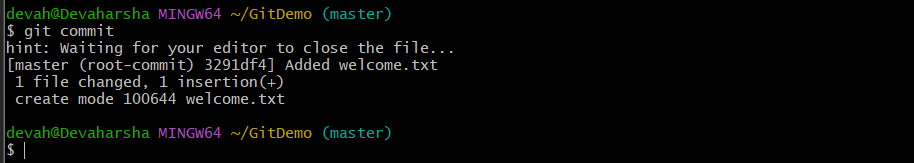 devah@Devaharsha MINGW64 ~/GitDemo (master)
$ git commit
hint: Waiting for your editor to close the file...
[master (root-commit) 3291df4] Added welcome.txt
 1 file changed, 1 insertion(+)
 create mode 100644 welcome.txt
devah@Devaharsha MINGW64 ~/GitDemo (master)
$